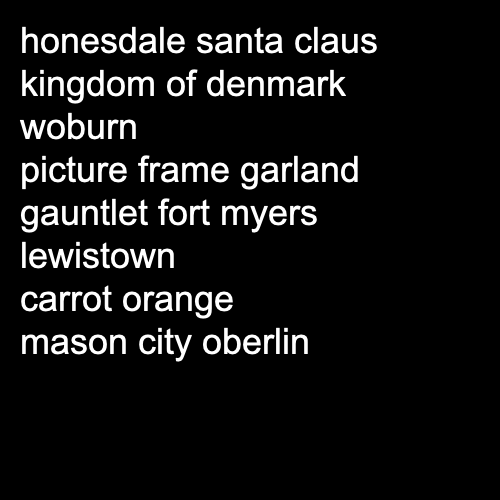 honesdale santa claus
kingdom of denmark
woburn
picture frame garland
gauntlet fort myers
lewistown
carrot orange
mason city oberlin